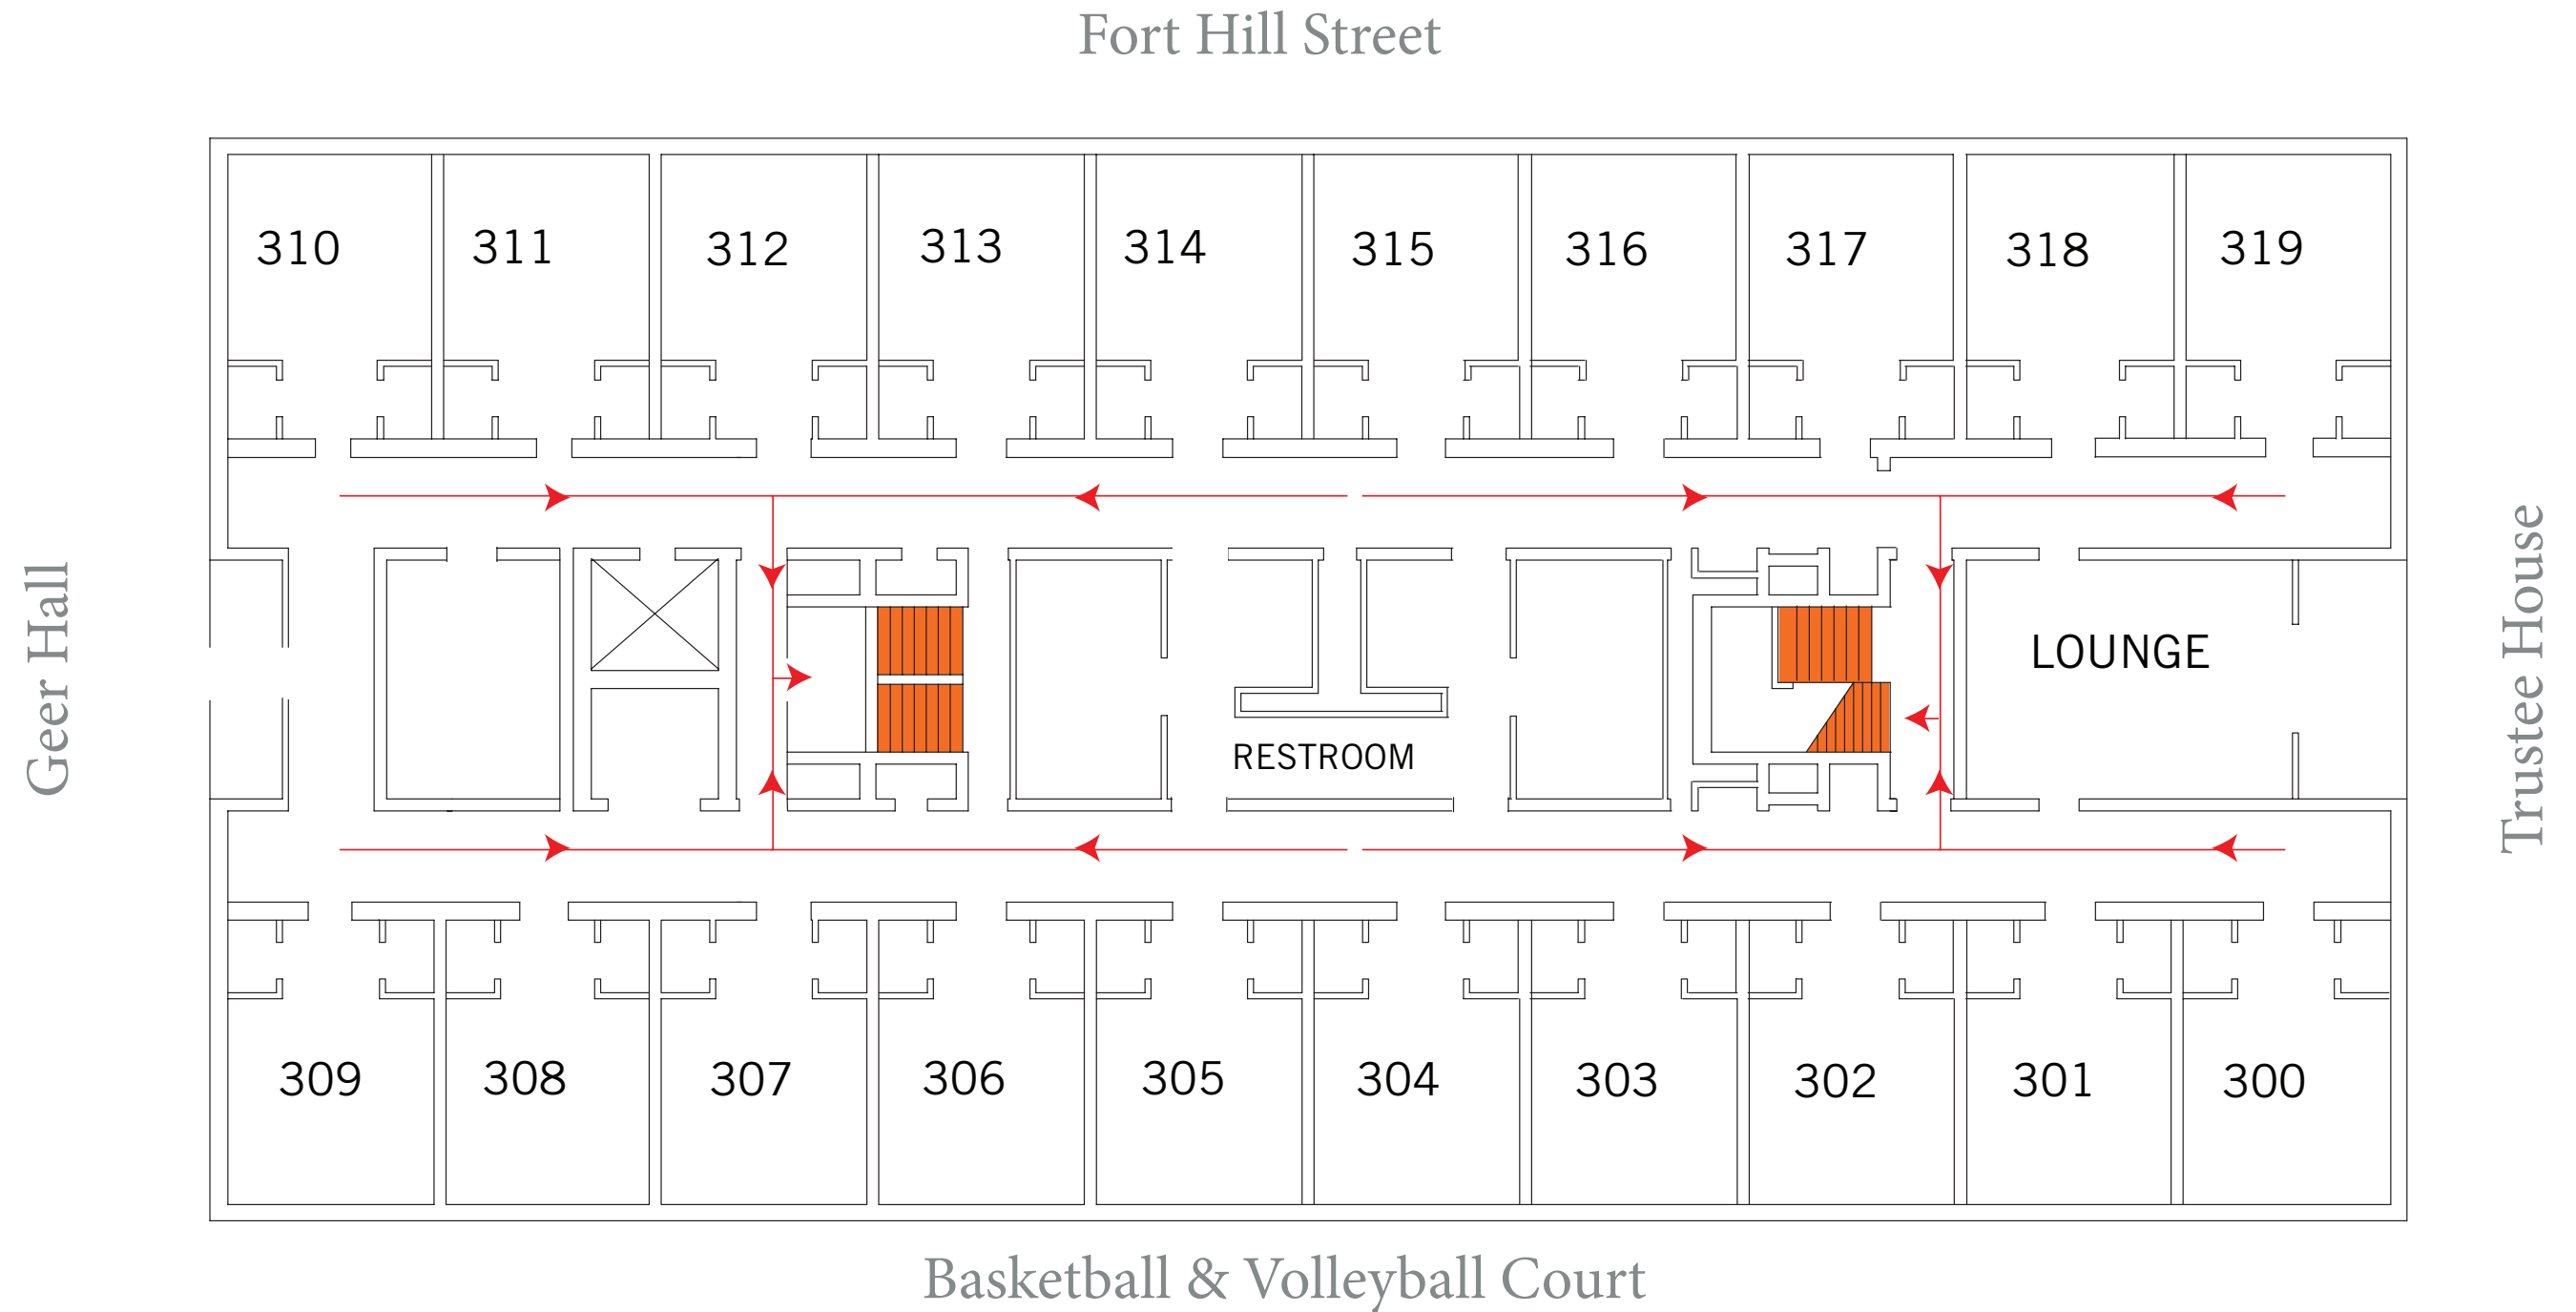 Fort Hill Street
310 311 312 313 314 315 316 317 318 319
Geer Hall
LOUNGE
Trustee House
RESTROOM
309 308 307 306 305 304 303 302 301 300
Basketball & Volleyball Court